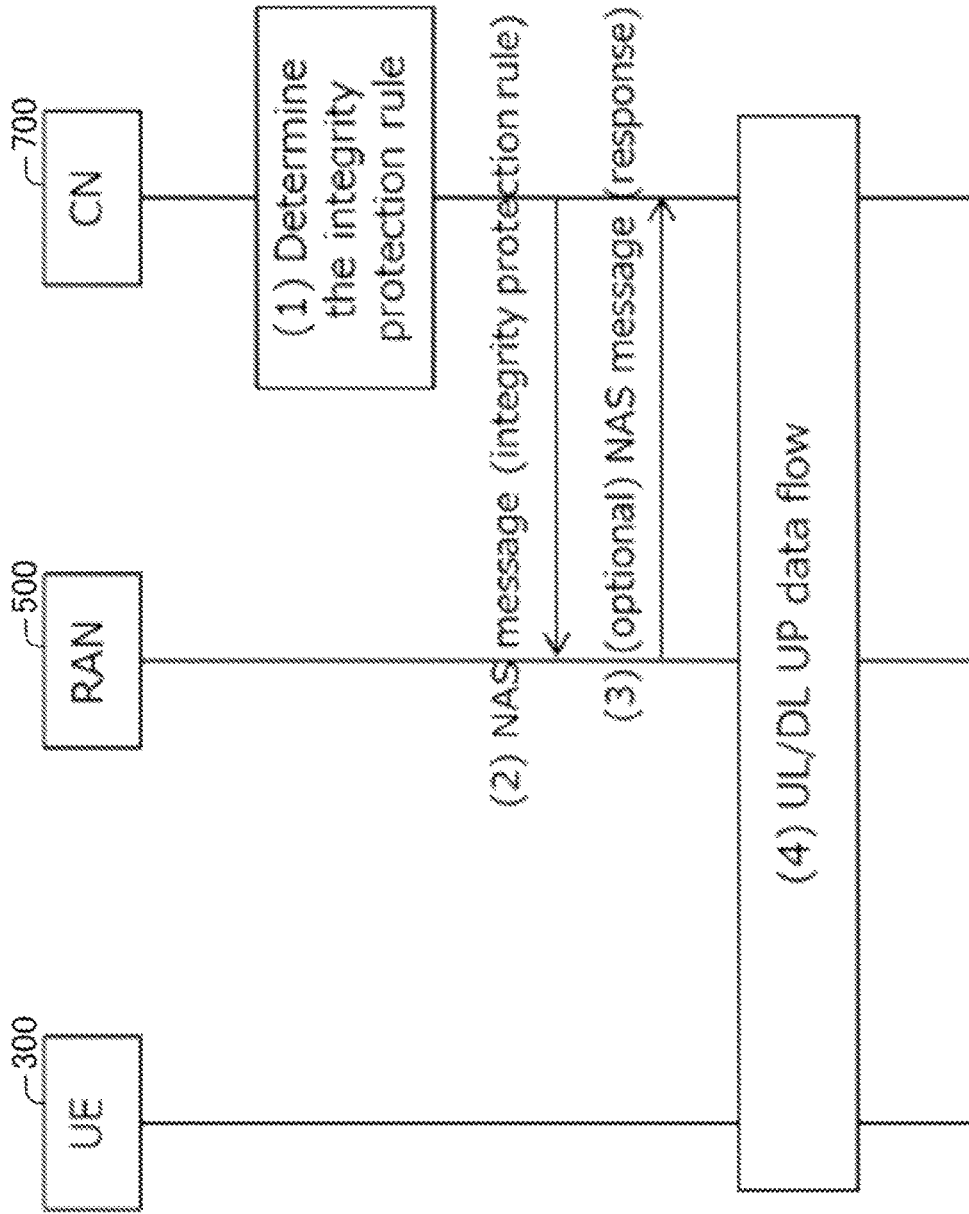 300
500
700
UE
RAN
CN
(1) Determine
the integrity
protection rule
(2) NAS message (integrity protection rule)
(3) (optional) NAS message (response)
(4) UL/DL UP data flow